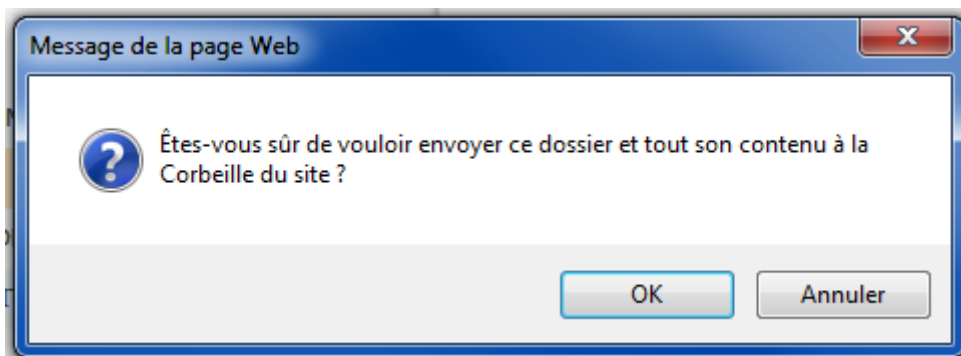 Message de la page Web
Êtes-vous sûr de vouloir envoyer ce dossier et tout son contenu à la
Corbeille du site ?
OK
Annuler